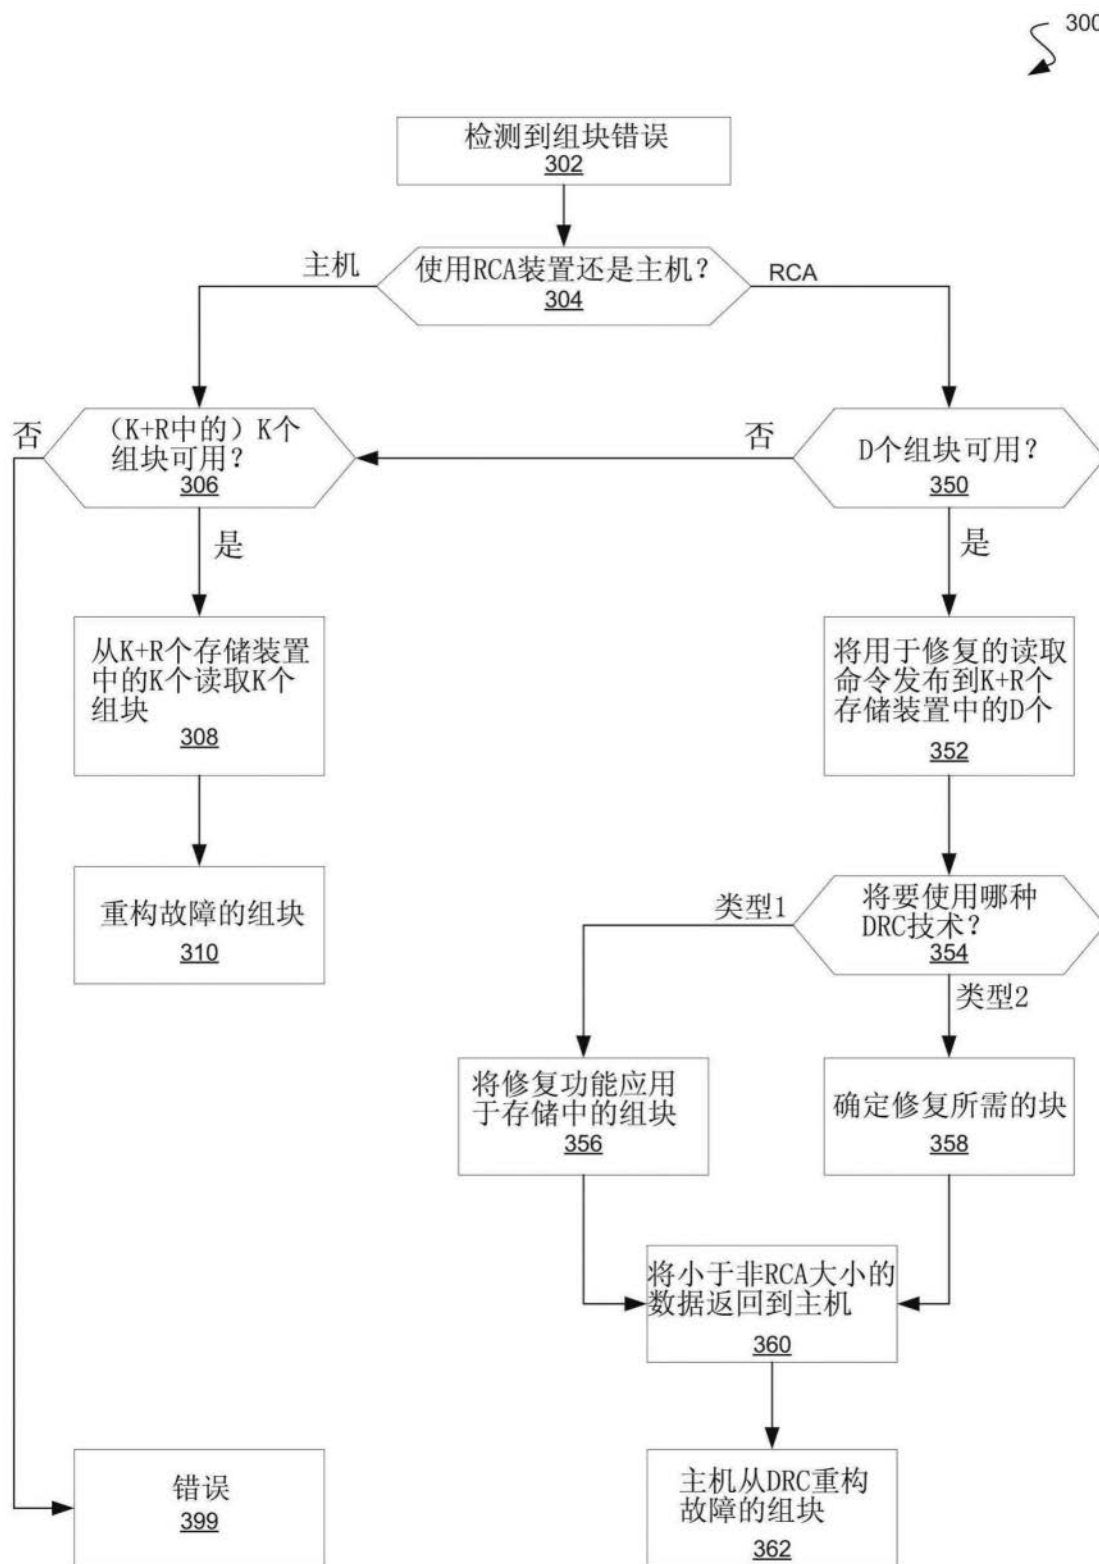 300
检测到组块错误
302
主机
使用RCA装置还是主机?
RCA
304
否
(K+R中的) K个
组块可用?
306
否
D个组块可用?
350
是
是
从K+R个存储装置
中的K个读取K个
组块
308
将用于修复的读取
命令发布到K+R个
存储装置中的D个
352
重构故障的组块
310
类型1
将要使用哪种
DRC技术?
354
类型2
将修复功能应用
于存储中的组块
356
确定修复所需的块
358
将小于非RCA大小的
数据返回到主机
360
错误
399
主机从DRC重构
故障的组块
362